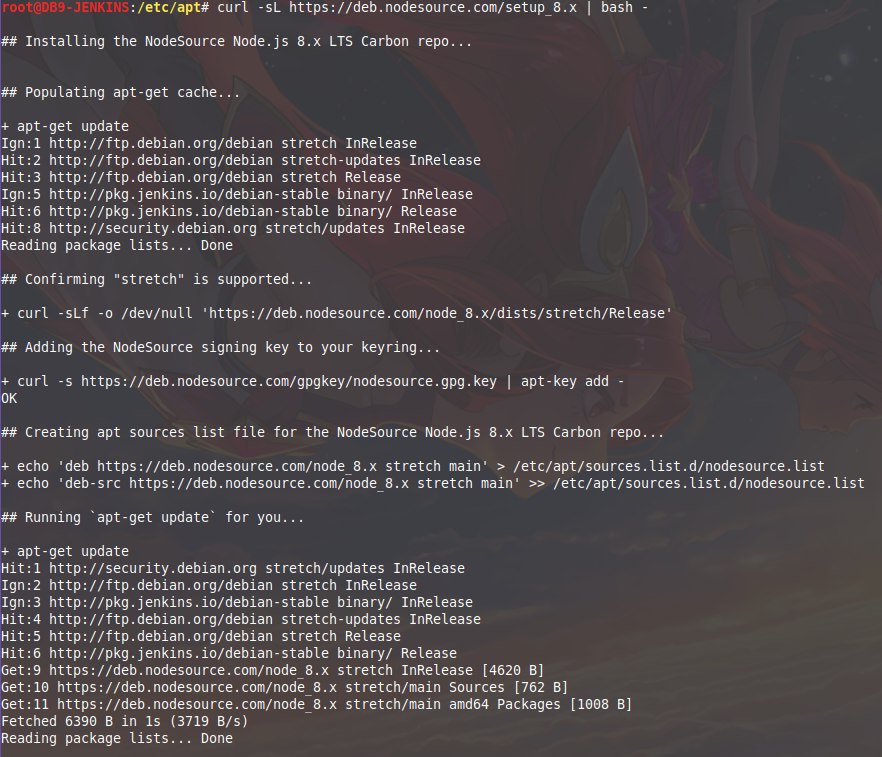 root@DB9-JENKINS:/etc/apt# curl -sL https://deb.nodesource.com/setup_8.x | bash -
## Installing the NodeSource Node.js 8.x LTS Carbon repo...
## Populating apt-get cache...
+ apt-get update
Ign:1 http://ftp.debian.org/debian stretch InRelease
Hit:2 http://ftp.debian.org/debian stretch-updates InRelease
Hit:3 http://ftp.debian.org/debian stretch Release
Ign:5 http://pkg.jenkins.io/debian-stable binary/ InRelease
Hit:6 http://pkg.jenkins.io/debian-stable binary/ Release
Hit:8 http://security.debian.org stretch/updates InRelease
Reading package lists... Done
## Confirming "stretch" is supported...
+ curl -sLf -o /dev/null 'https://deb.nodesource.com/node_8.x/dists/stretch/Release'
## Adding the NodeSource signing key to your keyring...
+ curl -s https://deb.nodesource.com/gpgkey/nodesource.gpg.key | apt-key add -
OK
## Creating apt sources list file for the NodeSource Node.js 8.x LTS Carbon repo...
+ echo 'deb https://deb.nodesource.com/node_8.x stretch main' > /etc/apt/sources.list.d/nodesource.list
+ echo 'deb-src https://deb.nodesource.com/node_8.x stretch main' >> /etc/apt/sources.list.d/nodesource.list
## Running `apt-get update` for you...
+ apt-get update
Hit:1 http://security.debian.org stretch/updates InRelease
Ign:2 http://ftp.debian.org/debian stretch InRelease
Ign:3 http://pkg.jenkins.io/debian-stable binary/ InRelease
Hit:4 http://ftp.debian.org/debian stretch-updates InRelease
Hit:5 http://ftp.debian.org/debian stretch Release
Hit:6 http://pkg.jenkins.io/debian-stable binary/ Release
Get:9 https://deb.nodesource.com/node_8.x stretch InRelease [4620 B]
Get:10 https://deb.nodesource.com/node_8.x stretch/main Sources [762 B]
Get:11 https://deb.nodesource.com/node_8.x stretch/main amd64 Packages [1008 B]
Fetched 6390 B in 1s (3719 B/s)
Reading package lists... Done